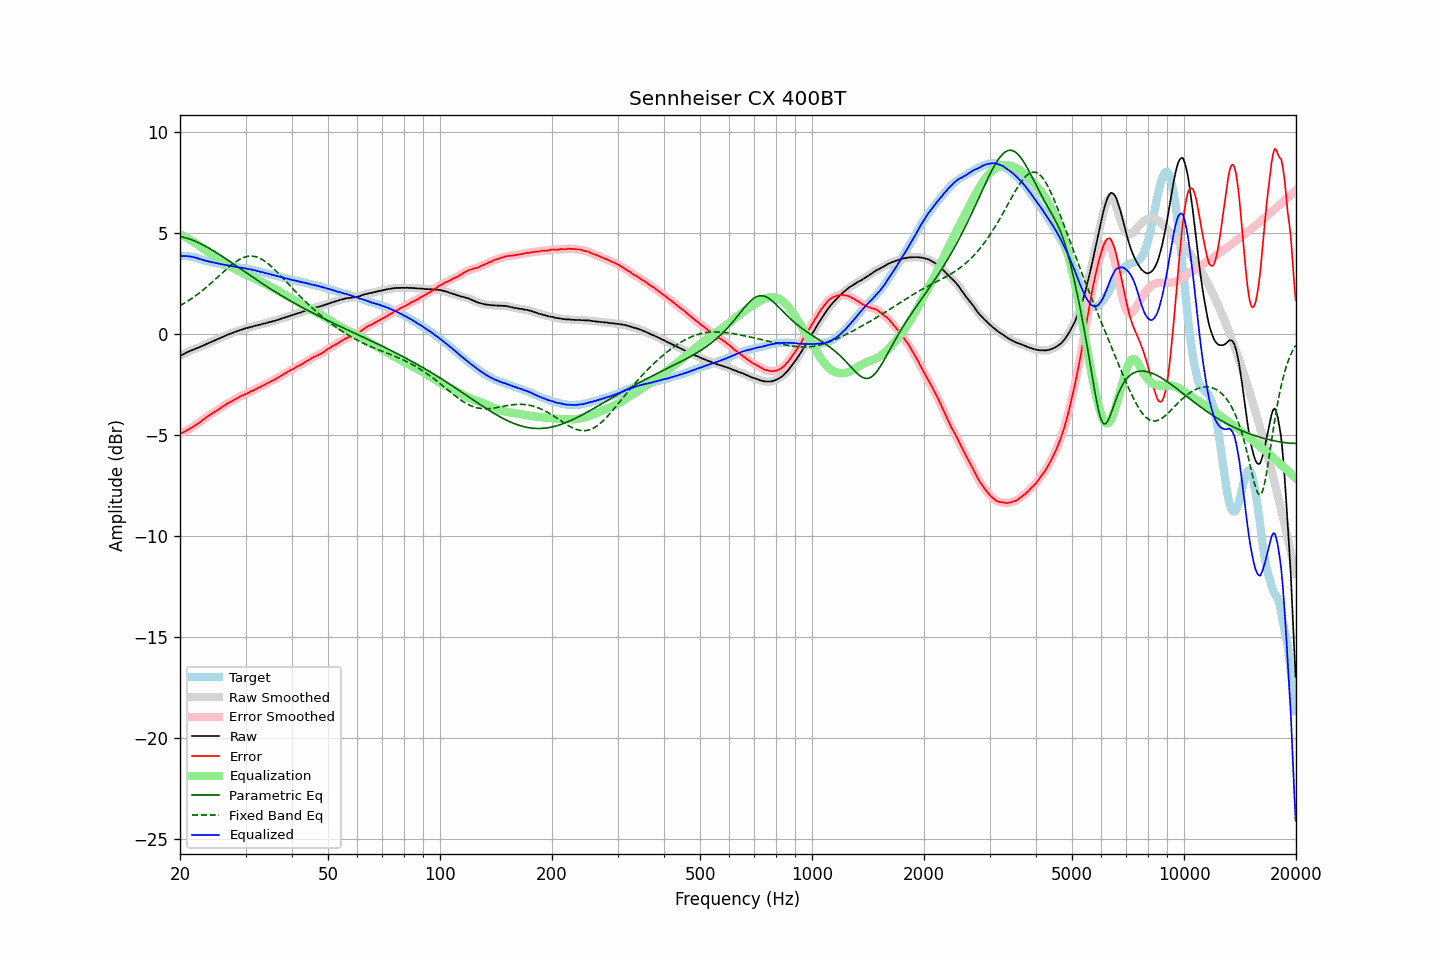 Sennheiser CX 400BT
10
5
0
−5
−10
−15
−20
−25
Amplitude (dBr)
Target
Raw Smoothed
Error Smoothed
Raw
Error
Equalization
Parametric Eq
Fixed Band Eq
Equalized
20 50 100 200 500 1000 2000 5000 10000 20000
Frequency (Hz)